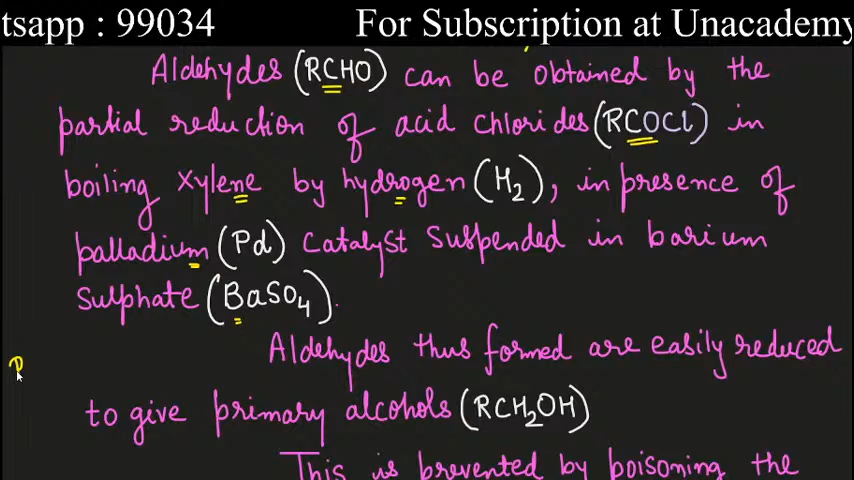 tsapp : 99034 For Subscription at Unacademy
Aldehydes (RCHO) can be obtained by the
partial reduction of acid chlorides (RCOCl) in
boiling xylene by hydrogen (H2), in presence of
palladium (Pd) catalyst suspended in barium
sulphate (BaSO4).
Aldehydes thus formed are easily reduced
to give primary alcohols (RCH2OH)
This is prevented by poisoning the